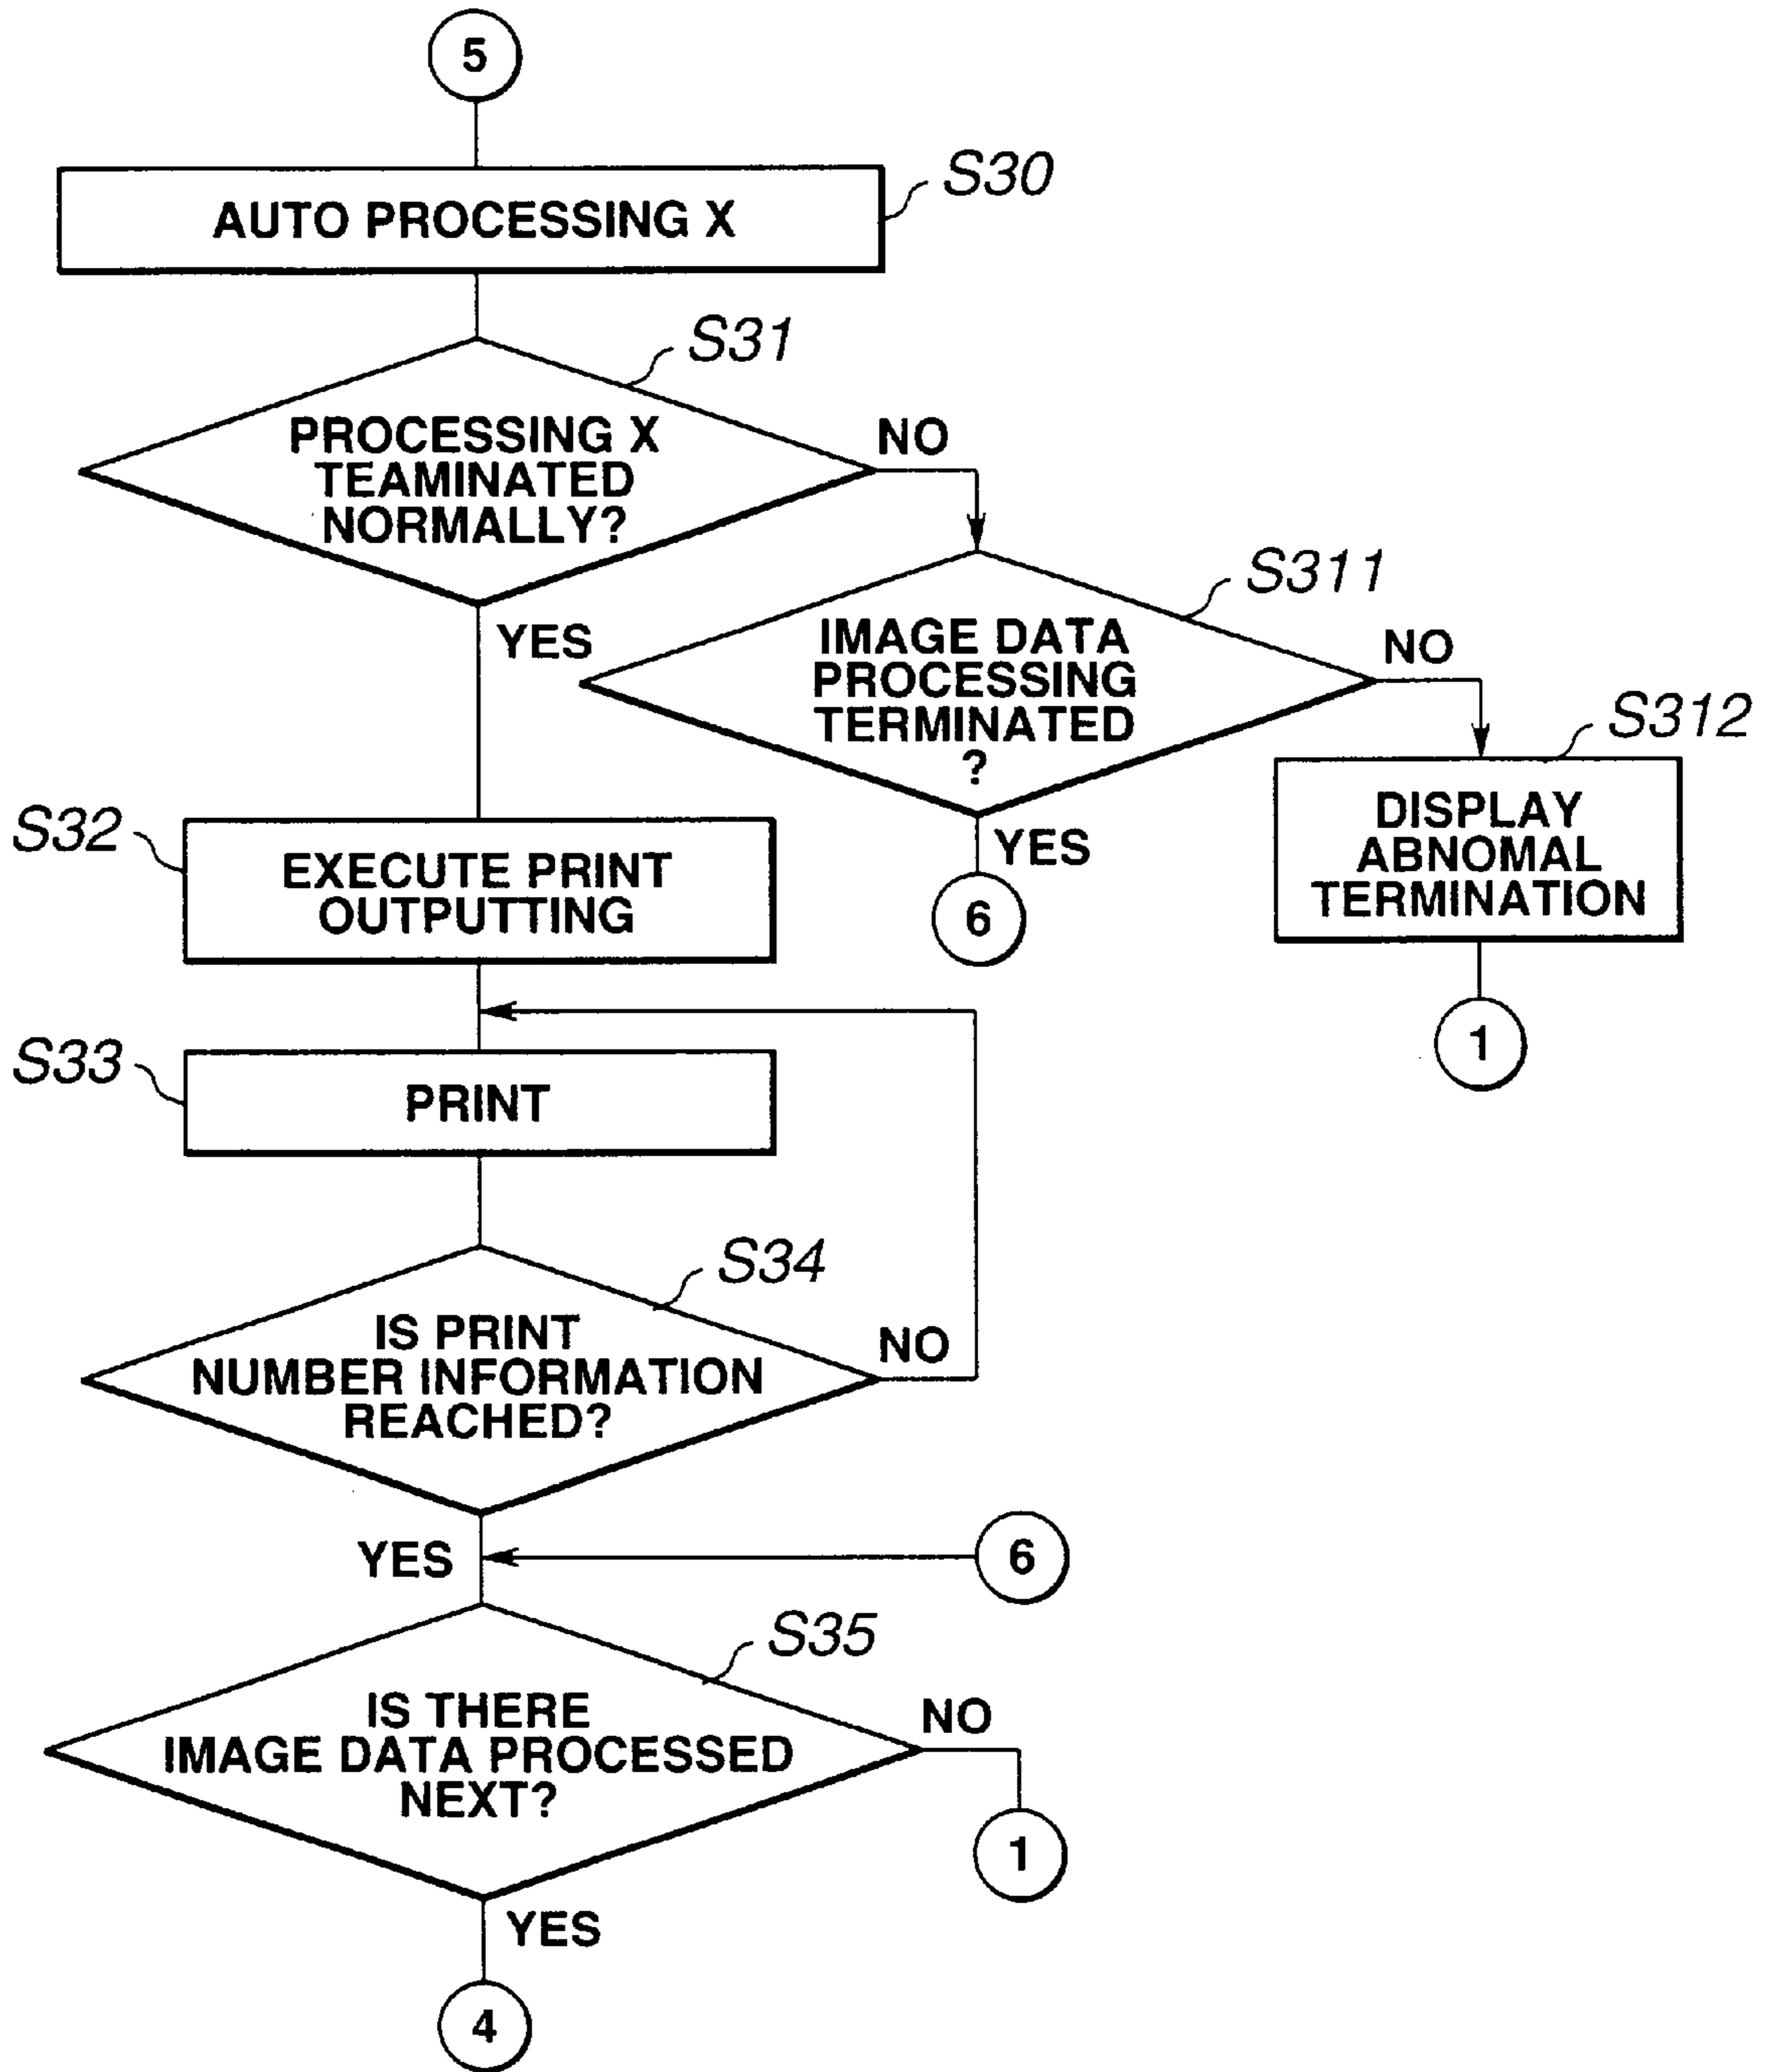 5
S30
AUTO PROCESSING X
S31
PROCESSING X
TEAMINATED
NORMALLY?
NO
YES
S311
IMAGE DATA
PROCESSING
TERMINATED
?
NO
YES
6
S312
DISPLAY
ABNOMAL
TERMINATION
1
S32
EXECUTE PRINT
OUTPUTTING
S33
PRINT
S34
IS PRINT
NUMBER INFORMATION
REACHED?
NO
YES
6
S35
IS THERE
IMAGE DATA PROCESSED
NEXT?
NO
1
YES
4